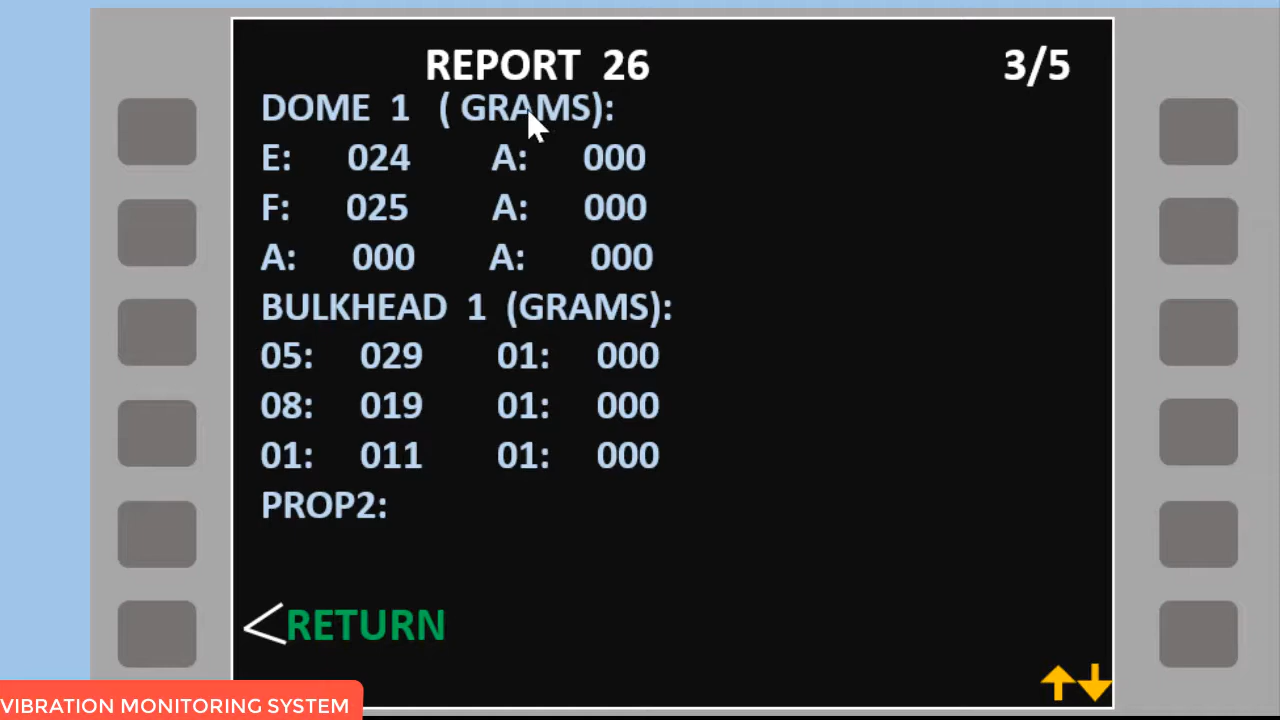 REPORT 26 3/5
DOME 1 ( GRAMS):
E: 024 A: 000
F: 025 A: 000
A: 000 A: 000
BULKHEAD 1 (GRAMS):
05: 029 01: 000
08: 019 01: 000
01: 011 01: 000
PROP2:
RETURN
VIBRATION MONITORING SYSTEM